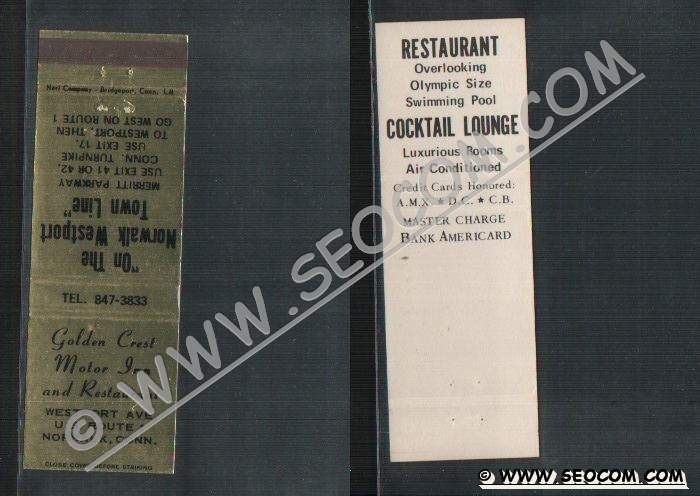 Neri Company - Bridgeport, Conn.
MERRITT PARKWAY
USE EXIT 41 OR 42.
CONN. TURNPIKE
USE EXIT 17.
TO WESTPORT, THEN
GO WEST ON ROUTE 1
"On The
Norwalk Westport
Town Line"
TEL. 847-3833
Golden Crest
Motor Inn
and
WESTPORT AVE
U.S. ROUTE
NORWALK, CONN.
CLOSE COVER BEFORE STRIKING
RESTAURANT
Overlooking
Olympic Size
Swimming Pool
COCKTAIL LOUNGE
Luxurious Rooms
Air Conditioned
Credit Cards Honored:
A.M.X ★ D.C. ★ C.B.
MASTER CHARGE
BANK AMERICARD
© WWW.SEOCOM.COM
© WWW.SEOCOM.COM